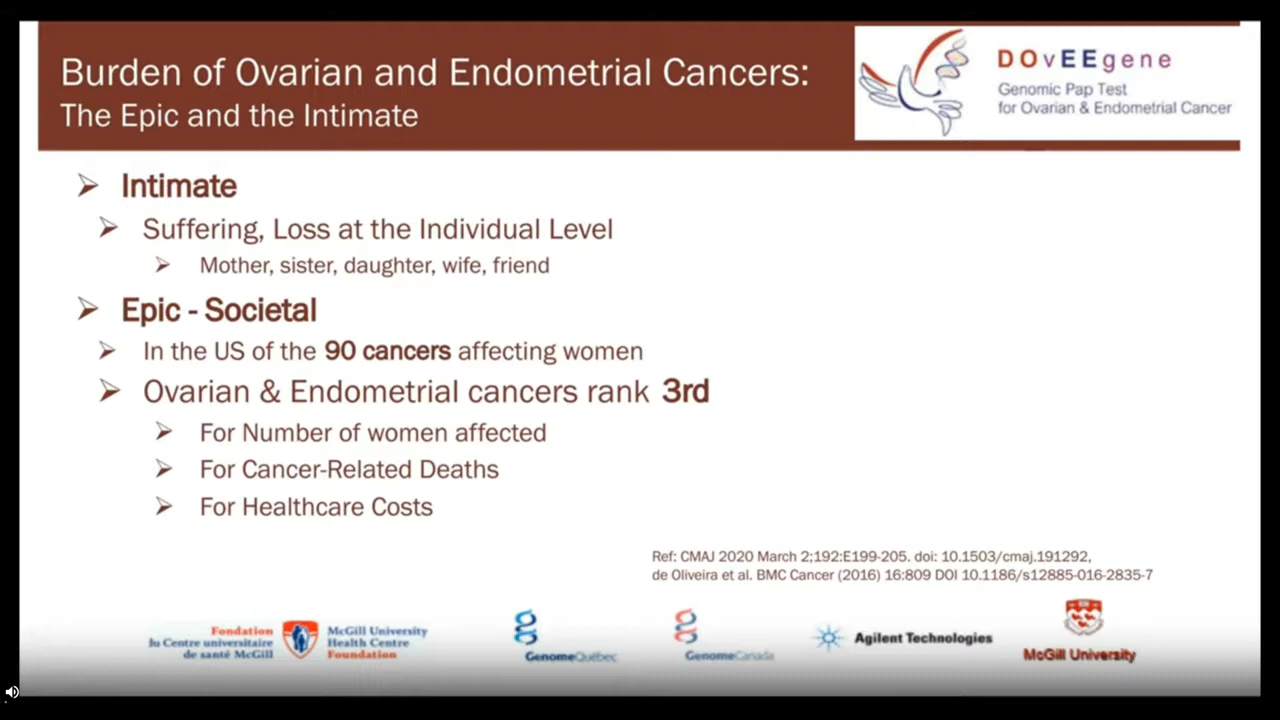 Burden of Ovarian and Endometrial Cancers:
The Epic and the Intimate
DOvEEgene
Genomic Pap Test
for Ovarian & Endometrial Cancer
Intimate
Suffering, Loss at the Individual Level
Mother, sister, daughter, wife, friend
Epic - Societal
In the US of the 90 cancers affecting women
Ovarian & Endometrial cancers rank 3rd
For Number of women affected
For Cancer-Related Deaths
For Healthcare Costs
Ref: CMAJ 2020 March 2;192:E199-205. doi: 10.1503/cmaj.191292,
de Oliveira et al. BMC Cancer (2016) 16:809 DOI 10.1186/s12885-016-2835-7
Fondation
du Centre universitaire
de santé McGill
McGill University
Health Centre
Foundation
GenomeQuébec
GenomeCanada
Agilent Technologies
McGill University